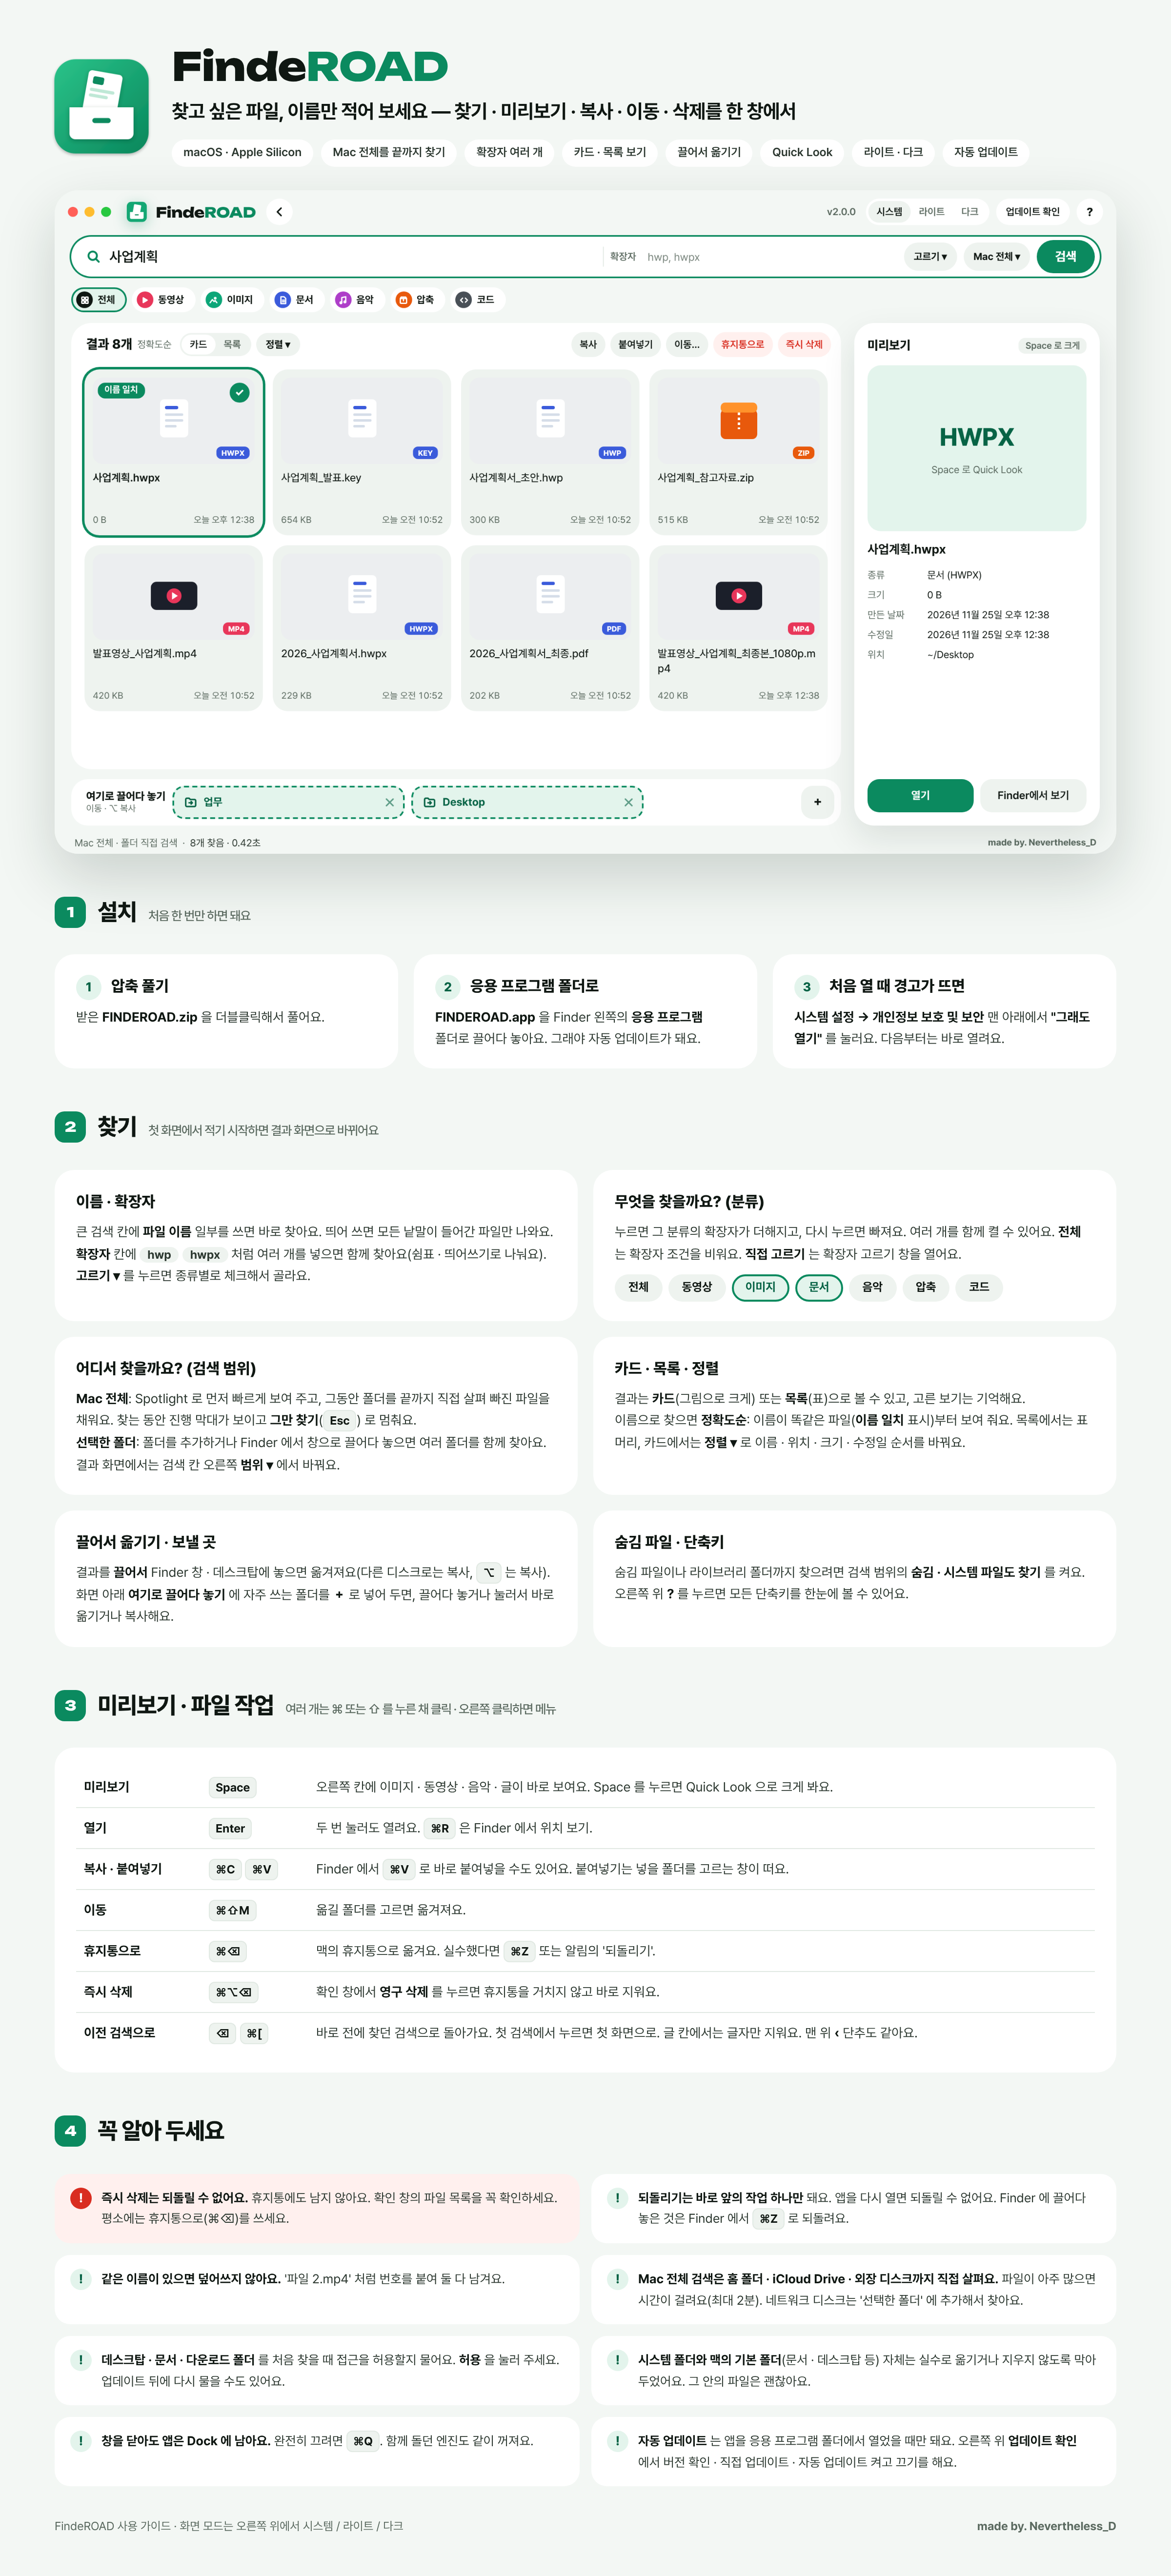 FindeROAD
찾고 싶은 파일, 이름만 적어 보세요 — 찾기 · 미리보기 · 복사 · 이동 · 삭제를 한 창에서
macOS · Apple Silicon Mac 전체를 끝까지 찾기 확장자 여러 개 카드 · 목록 보기 끌어서 옮기기 Quick Look 라이트 · 다크 자동 업데이트
FindeROAD v2.0.0 시스템 라이트 다크 업데이트 확인 ?
사업계획 확장자 hwp, hwpx 고르기 ▾ Mac 전체 ▾ 검색
전체 동영상 이미지 문서 음악 압축 코드
결과 8개 정확도순 카드 목록 정렬 ▾ 복사 붙여넣기 이동... 휴지통으로 즉시 삭제
이름 일치
HWPX KEY HWP ZIP
사업계획.hwpx 사업계획_발표.key 사업계획서_초안.hwp 사업계획_참고자료.zip
0 B 오늘 오후 12:38 654 KB 오늘 오전 10:52 300 KB 오늘 오전 10:52 515 KB 오늘 오전 10:52
MP4 HWPX PDF MP4
발표영상_사업계획.mp4 2026_사업계획서.hwpx 2026_사업계획서_최종.pdf 발표영상_사업계획_최종본_1080p.m
p4
420 KB 오늘 오전 10:52 229 KB 오늘 오전 10:52 202 KB 오늘 오전 10:52 420 KB 오늘 오후 12:38
미리보기 Space 로 크게
HWPX
Space 로 Quick Look
사업계획.hwpx
종류 문서 (HWPX)
크기 0 B
만든 날짜 2026년 11월 25일 오후 12:38
수정일 2026년 11월 25일 오후 12:38
위치 ~/Desktop
열기 Finder에서 보기
여기로 끌어다 놓기
이동 · ⌥ 복사
업무 ✕ Desktop ✕ +
Mac 전체 · 폴더 직접 검색 · 8개 찾음 · 0.42초 made by. Nevertheless_D
1 설치 처음 한 번만 하면 돼요
1 압축 풀기
받은 FINDEROAD.zip 을 더블클릭해서 풀어요.
2 응용 프로그램 폴더로
FINDEROAD.app 을 Finder 왼쪽의 응용 프로그램
폴더로 끌어다 놓아요. 그래야 자동 업데이트가 돼요.
3 처음 열 때 경고가 뜨면
시스템 설정 → 개인정보 보호 및 보안 맨 아래에서 "그래도
열기" 를 눌러요. 다음부터는 바로 열려요.
2 찾기 첫 화면에서 적기 시작하면 결과 화면으로 바뀌어요
이름 · 확장자
큰 검색 칸에 파일 이름 일부를 쓰면 바로 찾아요. 띄어 쓰면 모든 낱말이 들어간 파일만 나와요.
확장자 칸에 hwp hwpx 처럼 여러 개를 넣으면 함께 찾아요(쉼표 · 띄어쓰기로 나눠요).
고르기 ▾ 를 누르면 종류별로 체크해서 골라요.
무엇을 찾을까요? (분류)
누르면 그 분류의 확장자가 더해지고, 다시 누르면 빠져요. 여러 개를 함께 켤 수 있어요. 전체
는 확장자 조건을 비워요. 직접 고르기 는 확장자 고르기 창을 열어요.
전체 동영상 이미지 문서 음악 압축 코드
어디서 찾을까요? (검색 범위)
Mac 전체: Spotlight 로 먼저 빠르게 보여 주고, 그동안 폴더를 끝까지 직접 살펴 빠진 파일을
채워요. 찾는 동안 진행 막대가 보이고 그만 찾기( Esc ) 로 멈춰요.
선택한 폴더: 폴더를 추가하거나 Finder 에서 창으로 끌어다 놓으면 여러 폴더를 함께 찾아요.
결과 화면에서는 검색 칸 오른쪽 범위 ▾ 에서 바꿔요.
카드 · 목록 · 정렬
결과는 카드(그림으로 크게) 또는 목록(표)으로 볼 수 있고, 고른 보기는 기억해요.
이름으로 찾으면 정확도순: 이름이 똑같은 파일(이름 일치 표시)부터 보여 줘요. 목록에서는 표
머리, 카드에서는 정렬 ▾ 로 이름 · 위치 · 크기 · 수정일 순서를 바꿔요.
끌어서 옮기기 · 보낼 곳
결과를 끌어서 Finder 창 · 데스크탑에 놓으면 옮겨져요(다른 디스크로는 복사, ⌥ 는 복사).
화면 아래 여기로 끌어다 놓기 에 자주 쓰는 폴더를 + 로 넣어 두면, 끌어다 놓거나 눌러서 바로
옮기거나 복사해요.
숨김 파일 · 단축키
숨김 파일이나 라이브러리 폴더까지 찾으려면 검색 범위의 숨김 · 시스템 파일도 찾기 를 켜요.
오른쪽 위 ? 를 누르면 모든 단축키를 한눈에 볼 수 있어요.
3 미리보기 · 파일 작업 여러 개는 ⌘ 또는 ⇧ 를 누른 채 클릭 · 오른쪽 클릭하면 메뉴
미리보기 Space 오른쪽 칸에 이미지 · 동영상 · 음악 · 글이 바로 보여요. Space 를 누르면 Quick Look 으로 크게 봐요.
열기 Enter 두 번 눌러도 열려요. ⌘R 은 Finder 에서 위치 보기.
복사 · 붙여넣기 ⌘C ⌘V Finder 에서 ⌘V 로 바로 붙여넣을 수도 있어요. 붙여넣기는 넣을 폴더를 고르는 창이 떠요.
이동 ⌘⇧M 옮길 폴더를 고르면 옮겨져요.
휴지통으로 ⌘⌫ 맥의 휴지통으로 옮겨요. 실수했다면 ⌘Z 또는 알림의 '되돌리기'.
즉시 삭제 ⌘⌥⌫ 확인 창에서 영구 삭제 를 누르면 휴지통을 거치지 않고 바로 지워요.
이전 검색으로 ⌫ ⌘[ 바로 전에 찾던 검색으로 돌아가요. 첫 검색에서 누르면 첫 화면으로. 글 칸에서는 글자만 지워요. 맨 위 ‹ 단추도 같아요.
4 꼭 알아 두세요
! 즉시 삭제는 되돌릴 수 없어요. 휴지통에도 남지 않아요. 확인 창의 파일 목록을 꼭 확인하세요.
평소에는 휴지통으로(⌘⌫)를 쓰세요.
! 되돌리기는 바로 앞의 작업 하나만 돼요. 앱을 다시 열면 되돌릴 수 없어요. Finder 에 끌어다
놓은 것은 Finder 에서 ⌘Z 로 되돌려요.
! 같은 이름이 있으면 덮어쓰지 않아요. '파일 2.mp4' 처럼 번호를 붙여 둘 다 남겨요.
! Mac 전체 검색은 홈 폴더 · iCloud Drive · 외장 디스크까지 직접 살펴요. 파일이 아주 많으면
시간이 걸려요(최대 2분). 네트워크 디스크는 '선택한 폴더' 에 추가해서 찾아요.
! 데스크탑 · 문서 · 다운로드 폴더 를 처음 찾을 때 접근을 허용할지 물어요. 허용 을 눌러 주세요.
업데이트 뒤에 다시 물을 수도 있어요.
! 시스템 폴더와 맥의 기본 폴더(문서 · 데스크탑 등) 자체는 실수로 옮기거나 지우지 않도록 막아
두었어요. 그 안의 파일은 괜찮아요.
! 창을 닫아도 앱은 Dock 에 남아요. 완전히 끄려면 ⌘Q . 함께 돌던 엔진도 같이 꺼져요.
! 자동 업데이트 는 앱을 응용 프로그램 폴더에서 열었을 때만 돼요. 오른쪽 위 업데이트 확인
에서 버전 확인 · 직접 업데이트 · 자동 업데이트 켜고 끄기를 해요.
FindeROAD 사용 가이드 · 화면 모드는 오른쪽 위에서 시스템 / 라이트 / 다크 made by. Nevertheless_D